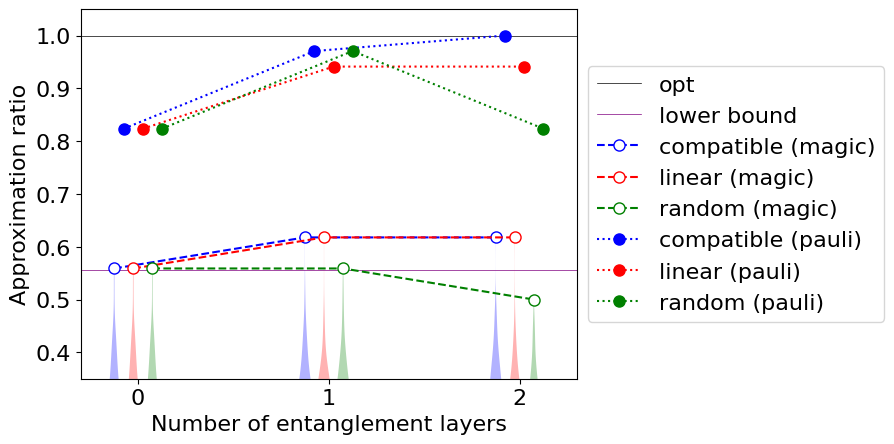 1.0
0.9
0.8
0.7
0.6
0.5
0.4
Approximation ratio
0 1 2
Number of entanglement layers
opt
lower bound
compatible (magic)
linear (magic)
random (magic)
compatible (pauli)
linear (pauli)
random (pauli)